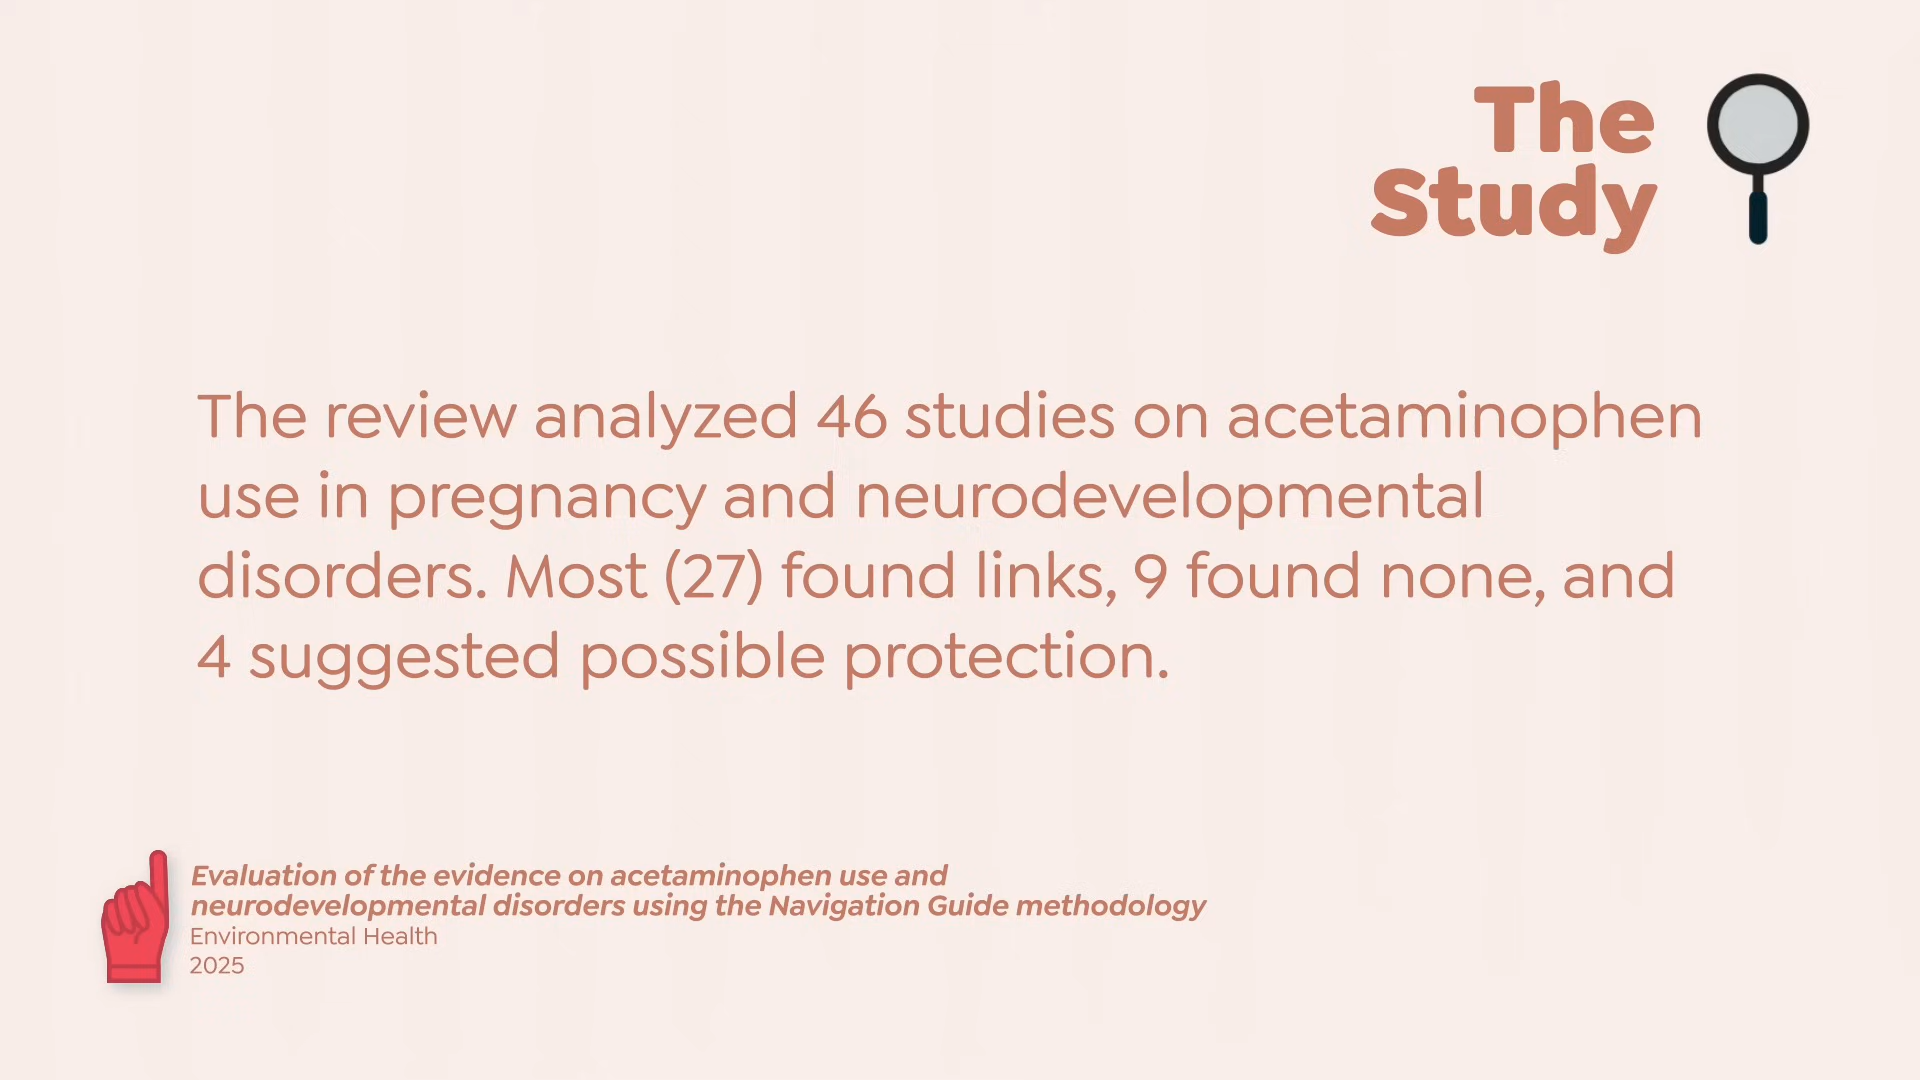 The
Study
The review analyzed 46 studies on acetaminophen
use in pregnancy and neurodevelopmental
disorders. Most (27) found links, 9 found none, and
4 suggested possible protection.
Evaluation of the evidence on acetaminophen use and
neurodevelopmental disorders using the Navigation Guide methodology
Environmental Health
2025